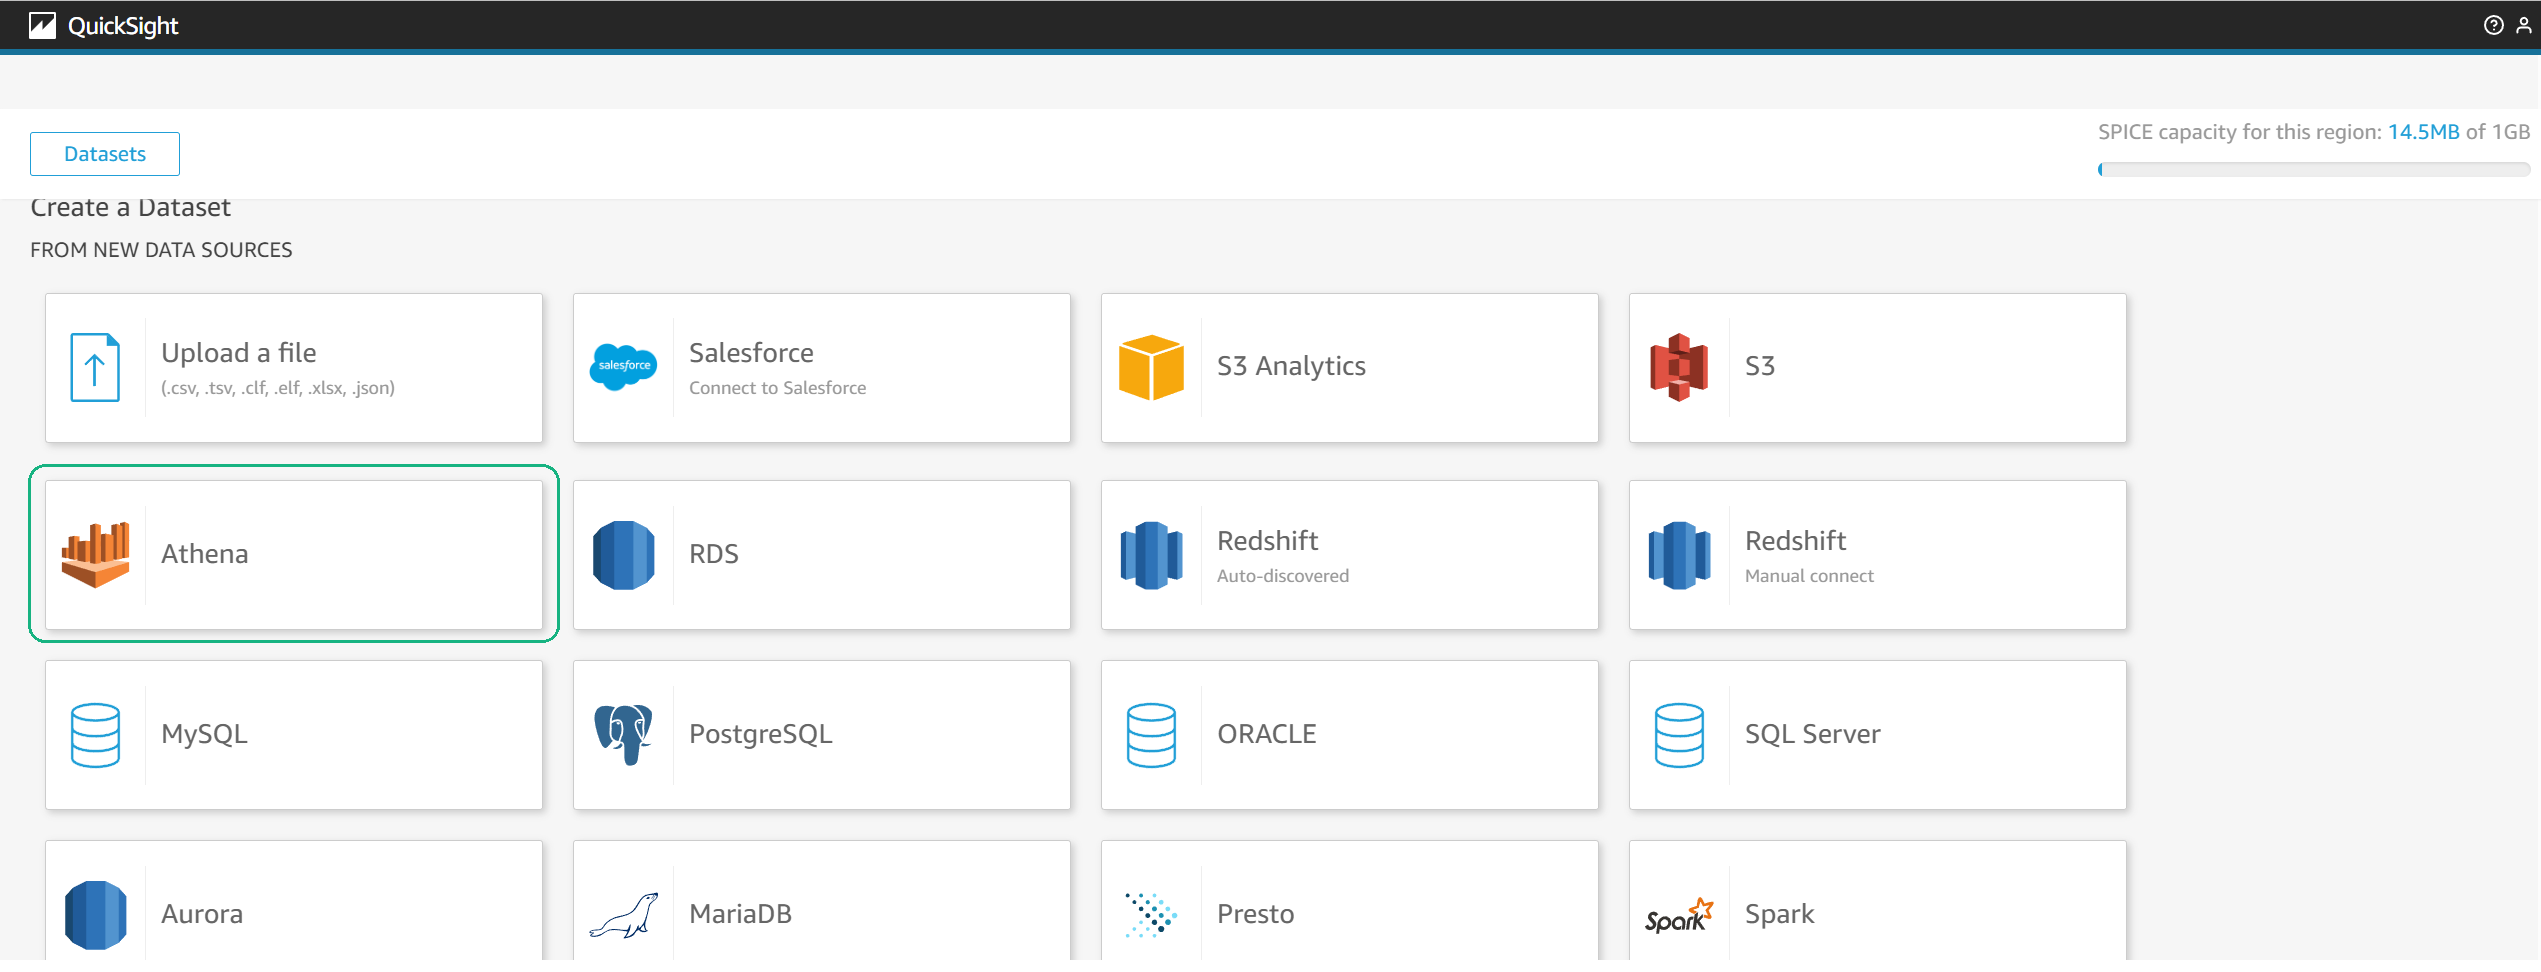 QuickSight
Datasets
SPICE capacity for this region: 14.5MB of 1GB
Create a Dataset
FROM NEW DATA SOURCES
Upload a file
(.csv, .tsv, .clf, .elf, .xlsx, .json)
salesforce
Salesforce
Connect to Salesforce
S3 Analytics
S3
Athena
RDS
Redshift
Auto-discovered
Redshift
Manual connect
MySQL
PostgreSQL
ORACLE
SQL Server
Aurora
MariaDB
Presto
Spark
Spark